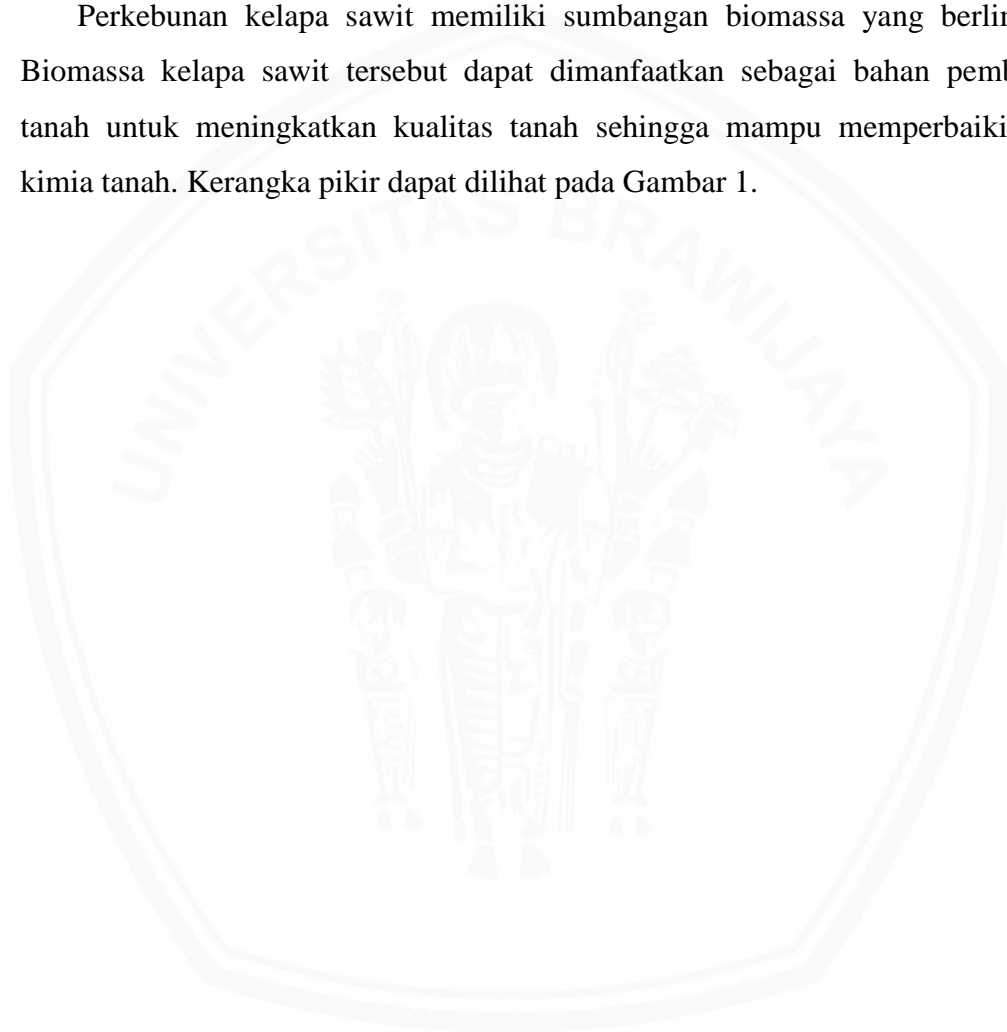 Perkebunan kelapa sawit memiliki sumbangan biomassa yang
Biomassa kelapa sawit tersebut dapat dimanfaatkan sebagai bahan
tanah untuk meningkatkan kualitas tanah sehingga mampu memperbaiki
kimia tanah. Kerangka pikir dapat dilihat pada Gambar 1.
UNIVERSITAS BRAWIJAYA